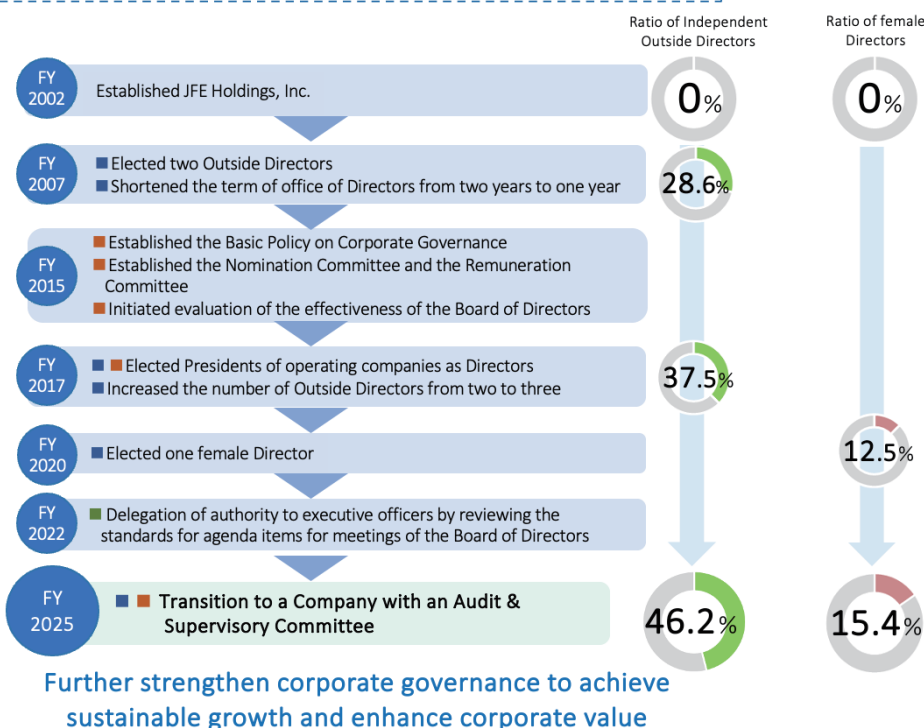 Ratio of Independent
Outside Directors
Ratio of female
Directors
FY
2002
Established JFE Holdings, Inc.
0%
0%
FY
2007
Elected two Outside Directors
Shortened the term of office of Directors from two years to one year
28.6%
FY
2015
Established the Basic Policy on Corporate Governance
Established the Nomination Committee and the Remuneration
Committee
Initiated evaluation of the effectiveness of the Board of Directors
FY
2017
Elected Presidents of operating companies as Directors
Increased the number of Outside Directors from two to three
37.5%
FY
2020
Elected one female Director
12.5%
FY
2022
Delegation of authority to executive officers by reviewing the
standards for agenda items for meetings of the Board of Directors
FY
2025
Transition to a Company with an Audit &
Supervisory Committee
46.2%
15.4%
Further strengthen corporate governance to achieve
sustainable growth and enhance corporate value